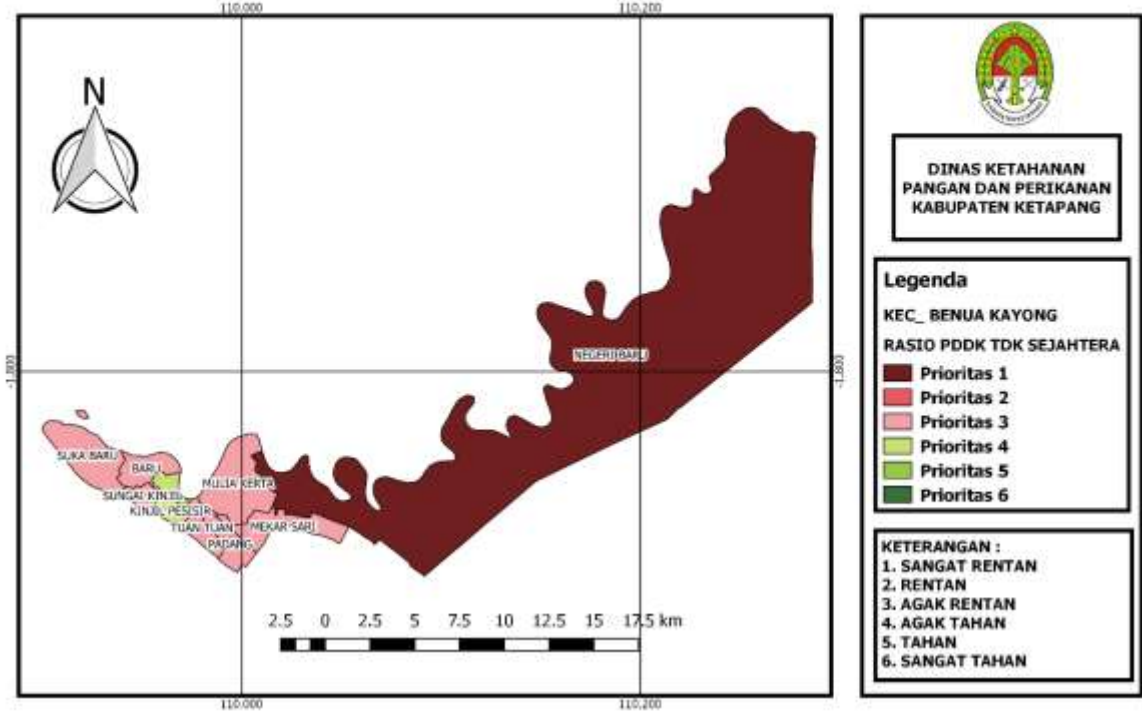 110.000
110.200
N
-1.800
-1.800
NEGERI BARU
SUKA BARU
BARU
MULIA KERTA
SUNGAI KINJIL
KINJIL PESISIR
TUAN TUAN
MEKAR SARI
PADANG
2.5 0 2.5 5 7.5 10 12.5 15 17.5 km
110.000
110.200
DINAS KETAHANAN
PANGAN DAN PERIKANAN
KABUPATEN KETAPANG
Legenda
KEC_ BENUA KAYONG
RASIO PDDK TDK SEJAHTERA
Prioritas 1
Prioritas 2
Prioritas 3
Prioritas 4
Prioritas 5
Prioritas 6
KETERANGAN :
1. SANGAT RENTAN
2. RENTAN
3. AGAK RENTAN
4. AGAK TAHAN
5. TAHAN
6. SANGAT TAHAN